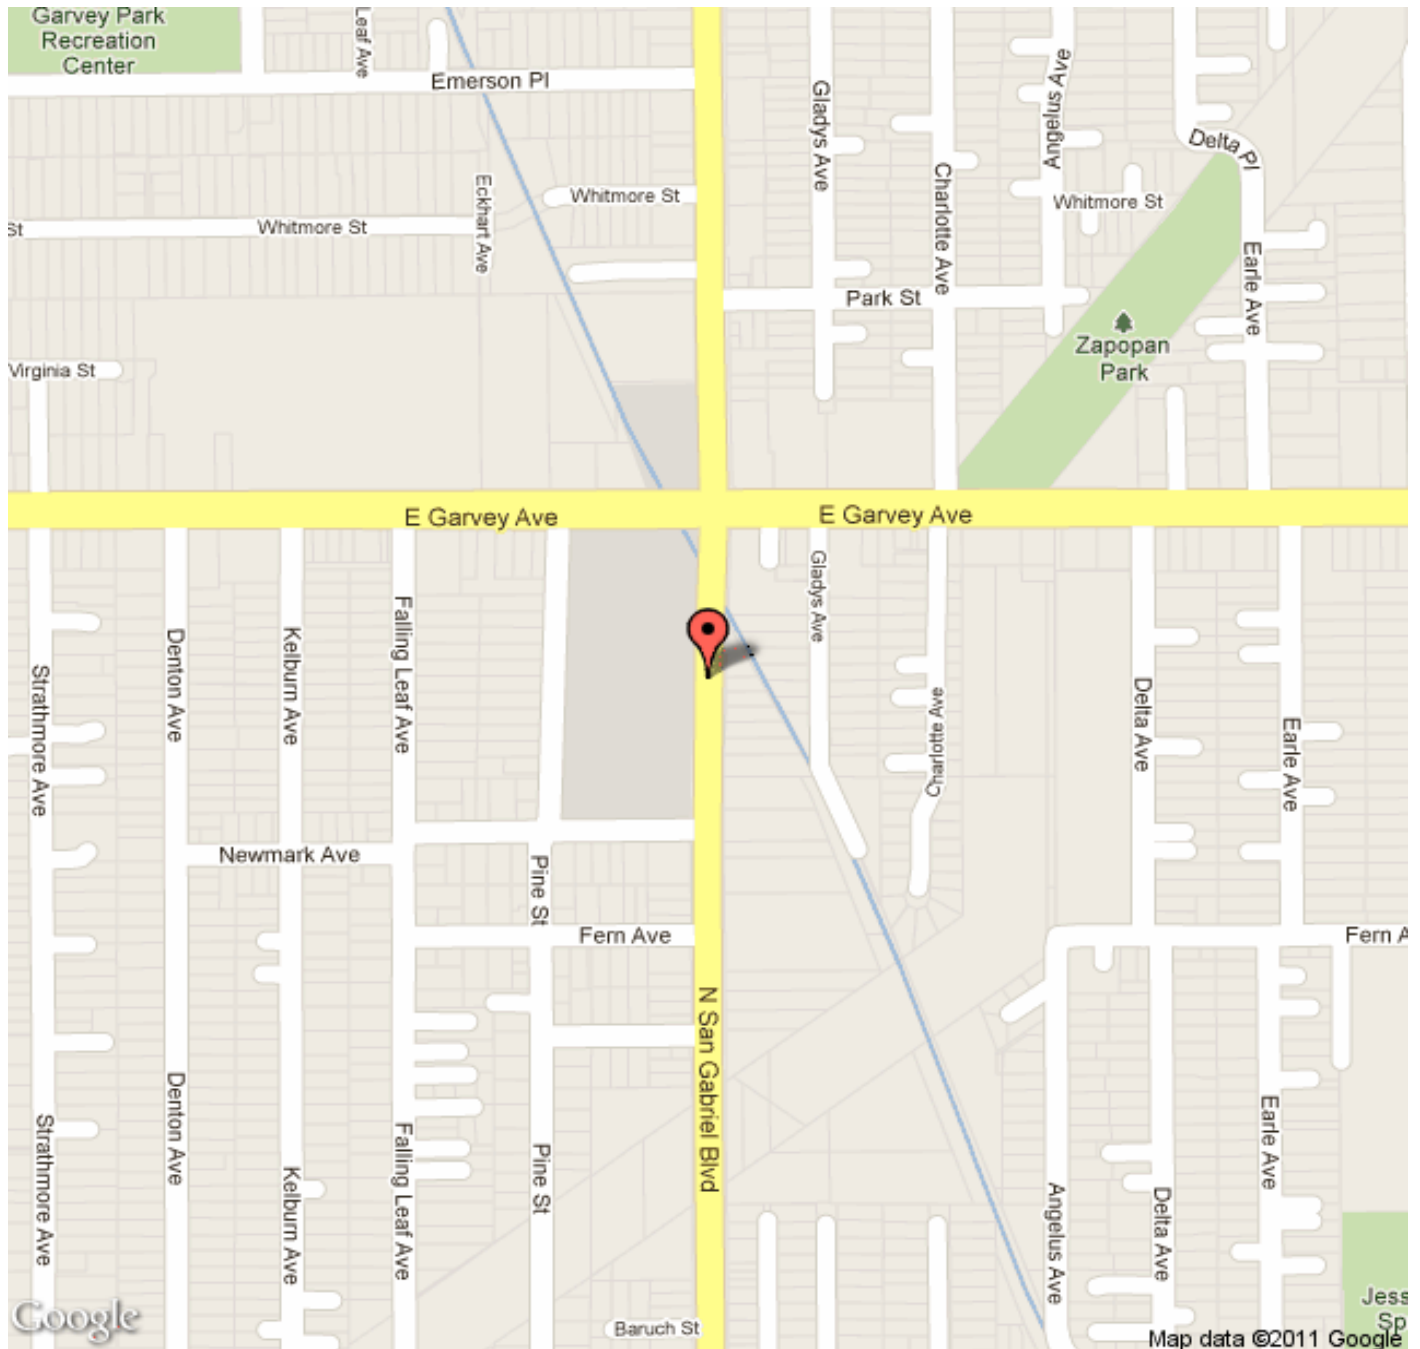 Garvey Park
Recreation
Center
Leaf Ave
Emerson Pl
Gladys Ave
Angelus Ave
Delta Pl
Charlotte Ave
Whitmore St
Eckhart Ave
Whitmore St
St
Whitmore St
Earle Ave
Park St
Zapopan
Park
Virginia St
E Garvey Ave
E Garvey Ave
Gladys Ave
Falling Leaf Ave
Denton Ave
Kelburn Ave
Strathmore Ave
Charlotte Ave
Delta Ave
Earle Ave
Newmark Ave
Pine St
Fern Ave
Fern A
N San Gabriel Blvd
Denton Ave
Strathmore Ave
Kelburn Ave
Falling Leaf Ave
Pine St
Earle Ave
Angelus Ave
Delta Ave
Jess
Sp
Google
Baruch St
Map data ©2011 Google